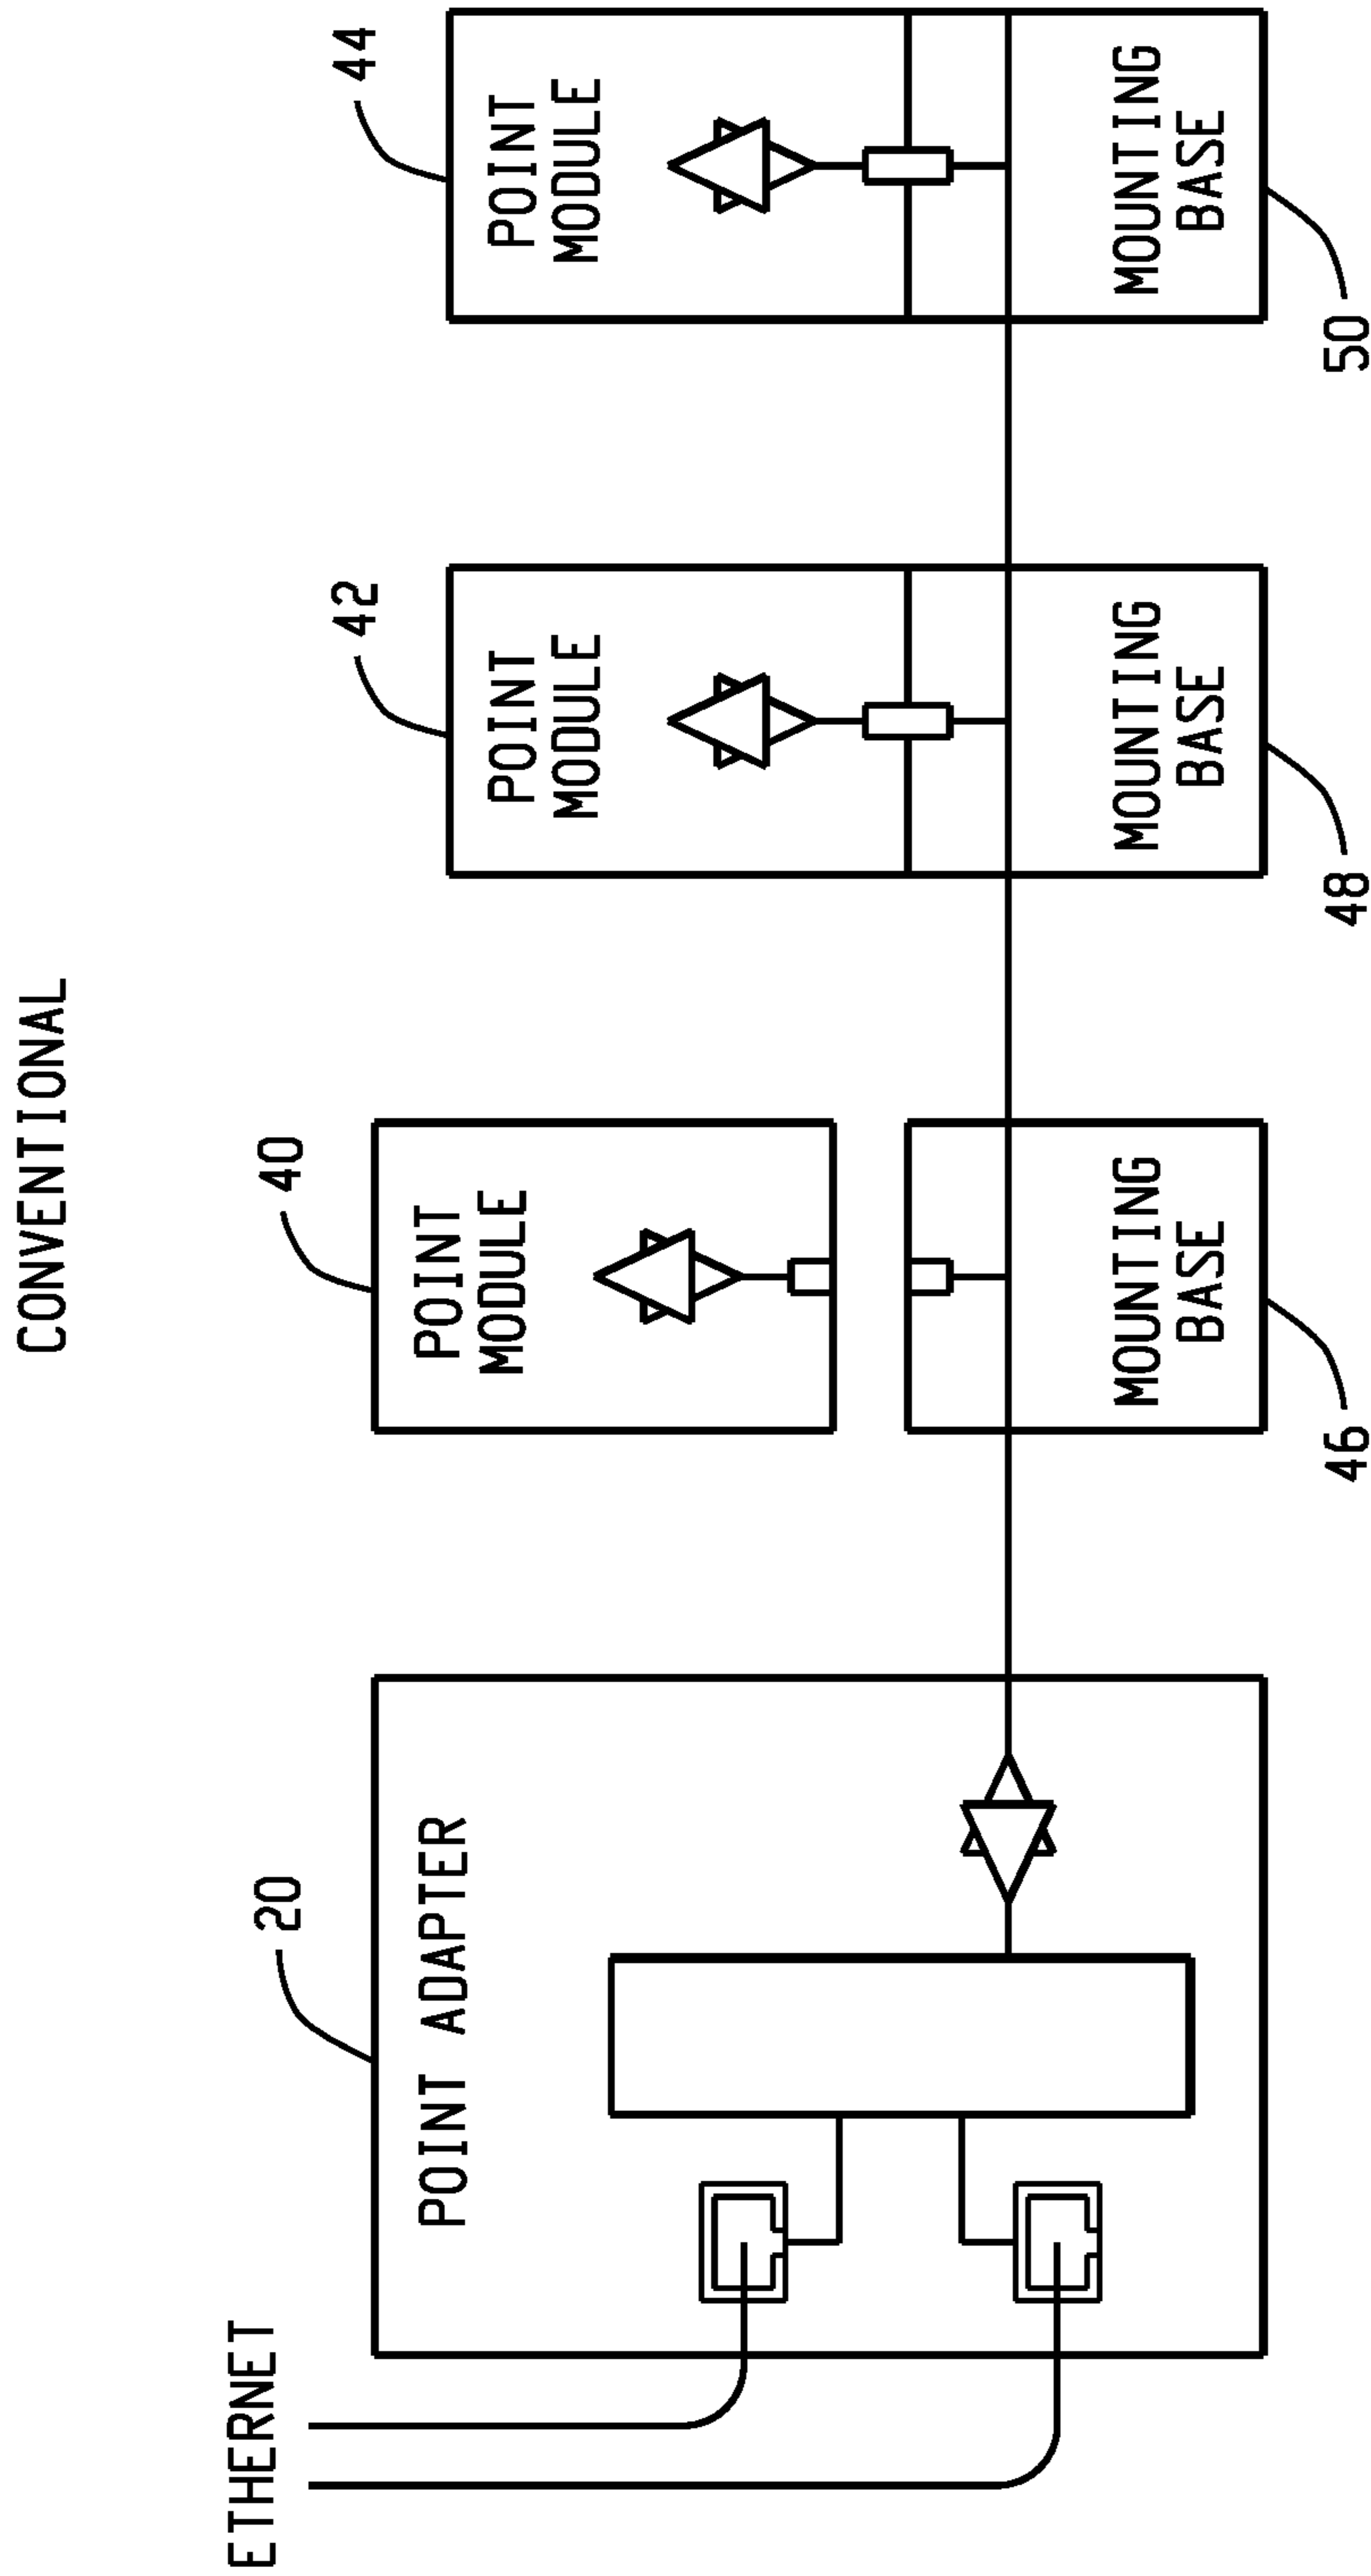 CONVENTIONAL
ETHERNET
20
POINT ADAPTER
40
POINT
MODULE
42
POINT
MODULE
44
POINT
MODULE
MOUNTING
BASE
46
MOUNTING
BASE
48
MOUNTING
BASE
50